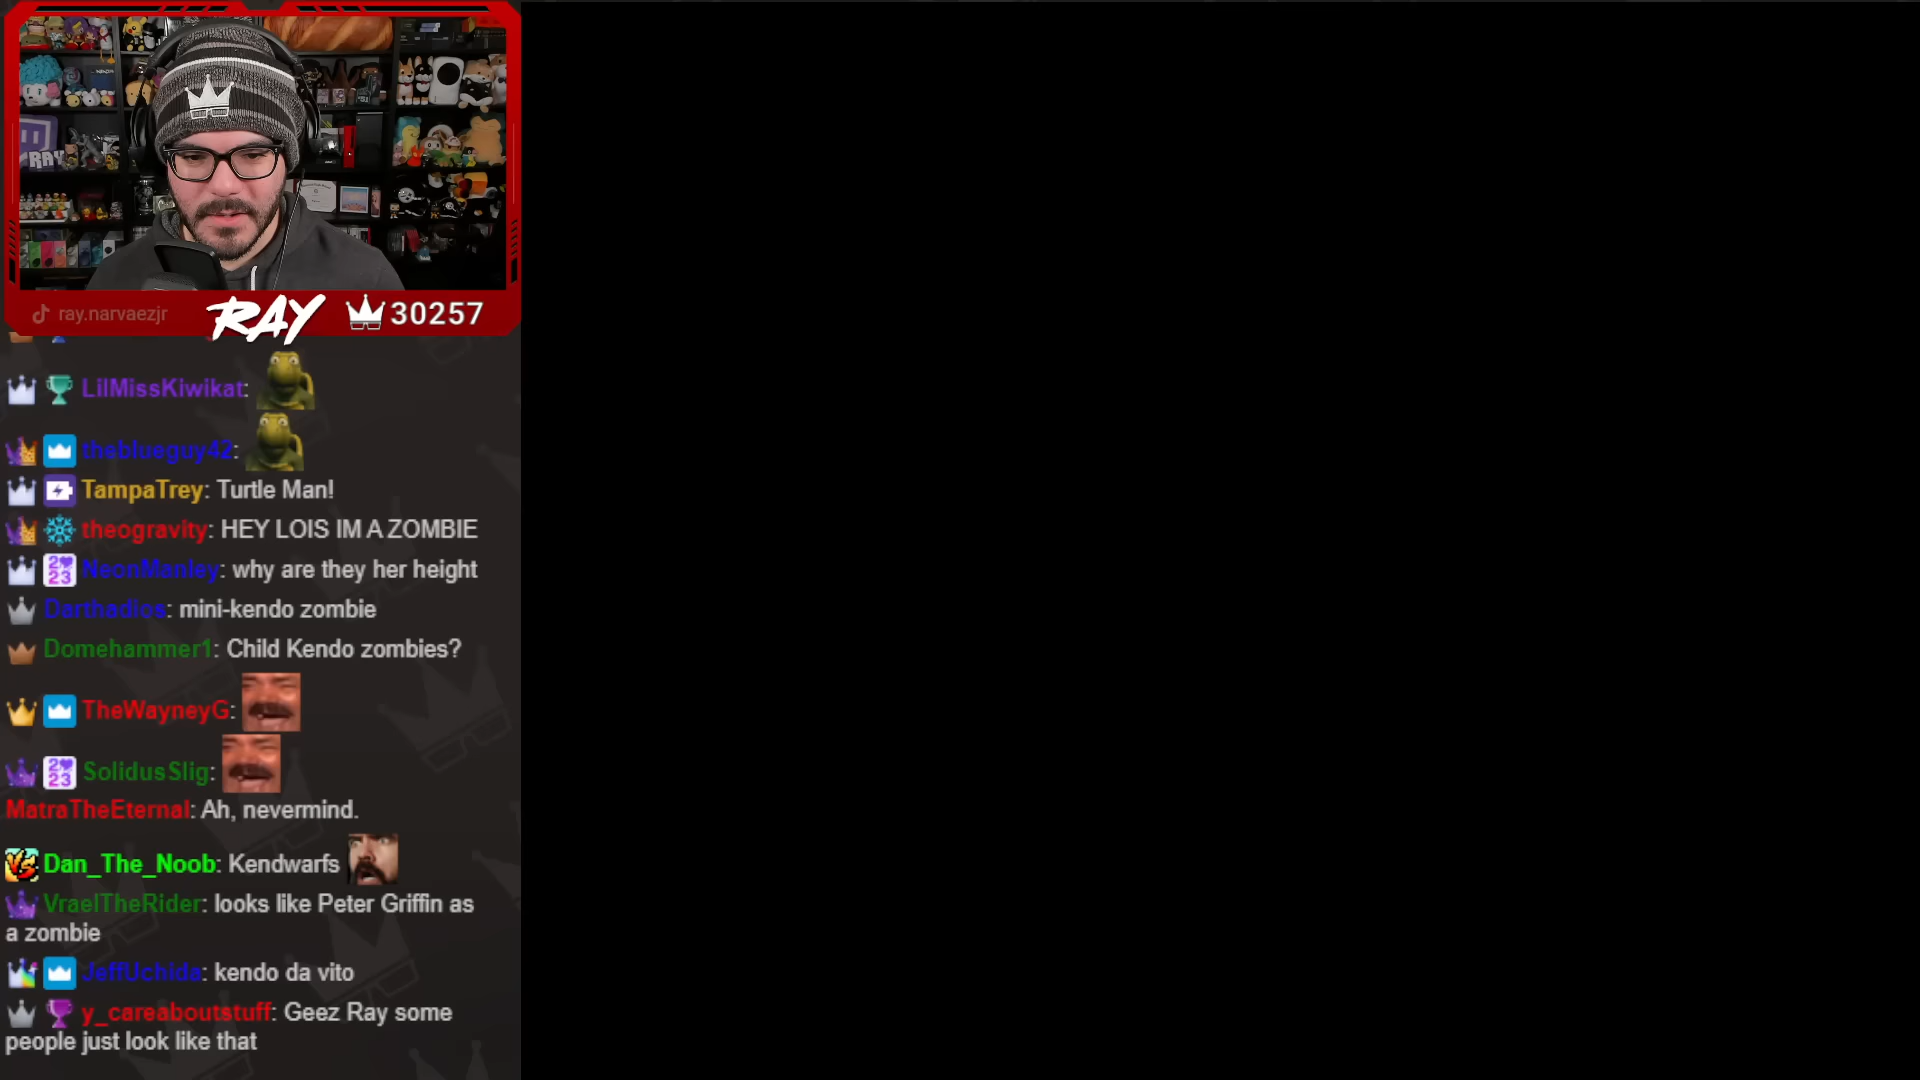 ray.narvaezjr RAY 30257
LilMissKiwikat:
theblueguy42:
TampaTrey: Turtle Man!
theogravity: HEY LOIS IM A ZOMBIE
NeonManley: why are they her height
Darthadios: mini-kendo zombie
Domehammer1: Child Kendo zombies?
TheWayneyG:
SolidusSlig:
MatraTheEternal: Ah, nevermind.
Dan_The_Noob: Kendwarfs
VraelTheRider: looks like Peter Griffin as
a zombie
JeffUchida: kendo da vito
y_careaboutstuff: Geez Ray some
people just look like that